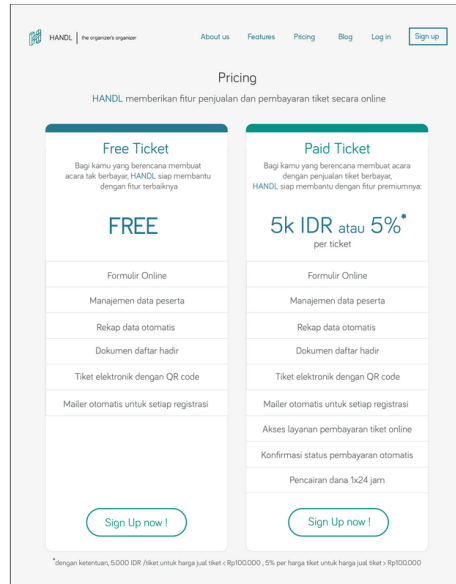 HANDL | the organizer's organizer
About us Features Pricing Blog Log in Sign up
Pricing
HANDL memberikan fitur penjualan dan pembayaran tiket secara online
Free Ticket
Bagi kamu yang berencana membuat
acara tak berbayar, HANDL siap membantu
dengan fitur terbaiknya
FREE
Formulir Online
Manajemen data peserta
Rekap data otomatis
Dokumen daftar hadir
Tiket elektronik dengan QR code
Mailer otomatis untuk setiap registrasi
Sign Up now !
Paid Ticket
Bagi kamu yang berencana membuat acara
dengan penjualan tiket berbayar,
HANDL siap membantu dengan fitur premiumnya:
5k IDR atau 5%*
per ticket
Formulir Online
Manajemen data peserta
Rekap data otomatis
Dokumen daftar hadir
Tiket elektronik dengan QR code
Mailer otomatis untuk setiap registrasi
Akses layanan pembayaran tiket online
Konfirmasi status pembayaran otomatis
Pencairan dana 1x24 jam
Sign Up now !
*dengan ketentuan, 5.000 IDR /tiket untuk harga jual tiket < Rp100.000 , 5% per harga tiket untuk harga jual tiket > Rp100.000